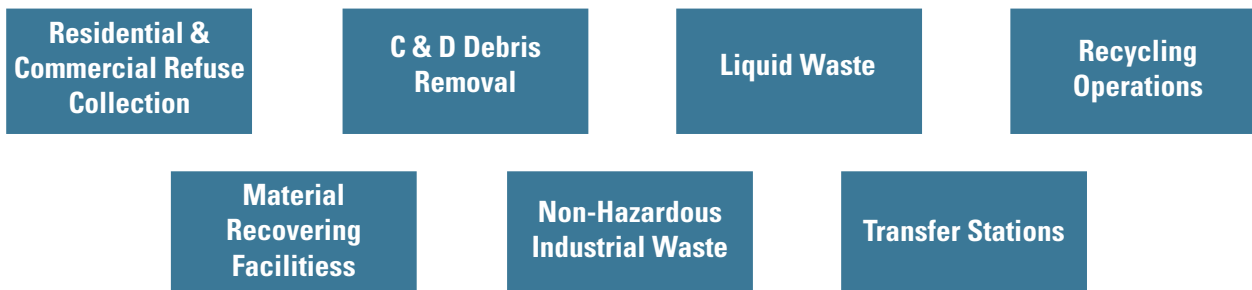 Residential &
Commercial Refuse
Collection
C & D Debris
Removal
Liquid Waste
Recycling
Operations
Material
Recovering
Facilitiess
Non-Hazardous
Industrial Waste
Transfer Stations